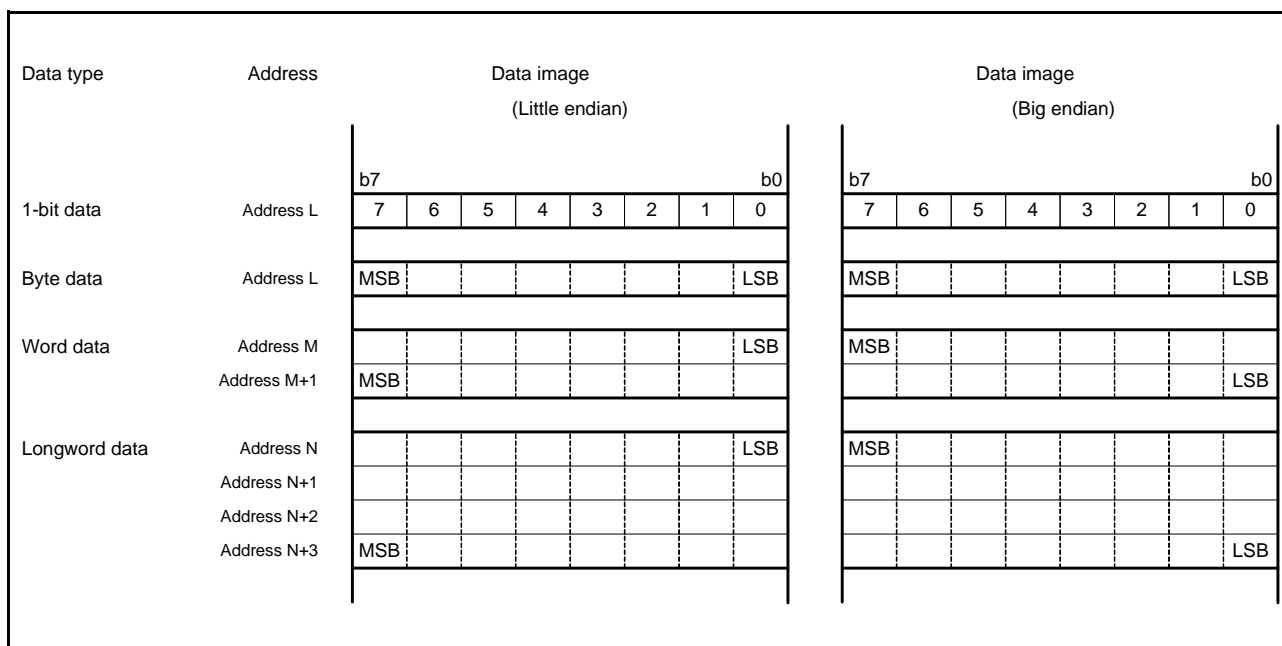 Data type Address Data image Data image
(Little endian) (Big endian)
b7 b0 b7 b0
1-bit data Address L 7 6 5 4 3 2 1 0 7 6 5 4 3 2 1 0
Byte data Address L MSB LSB MSB LSB
Word data Address M LSB MSB
Address M+1 MSB LSB
Longword data Address N LSB MSB
Address N+1
Address N+2
Address N+3 MSB LSB